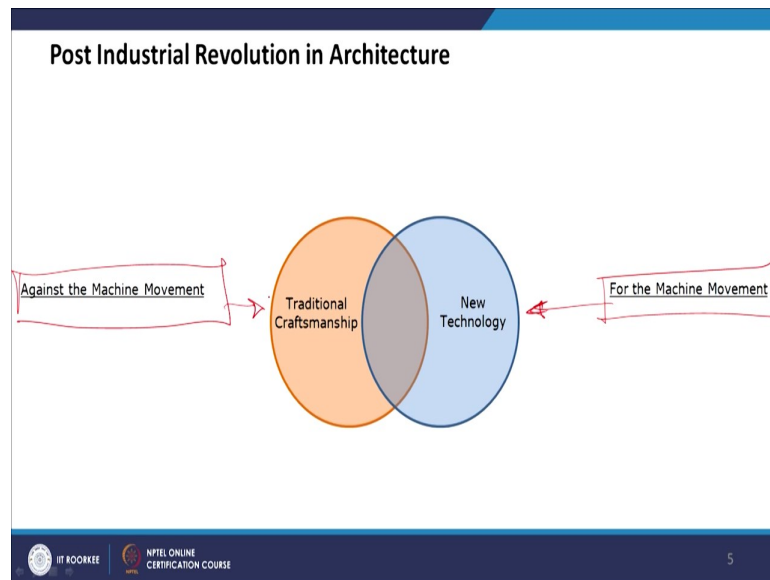 Post Industrial Revolution in Architecture
Against the Machine Movement
Traditional
Craftsmanship
New
Technology
For the Machine Movement
IIT ROORKEE
NPTEL ONLINE
CERTIFICATION COURSE
5